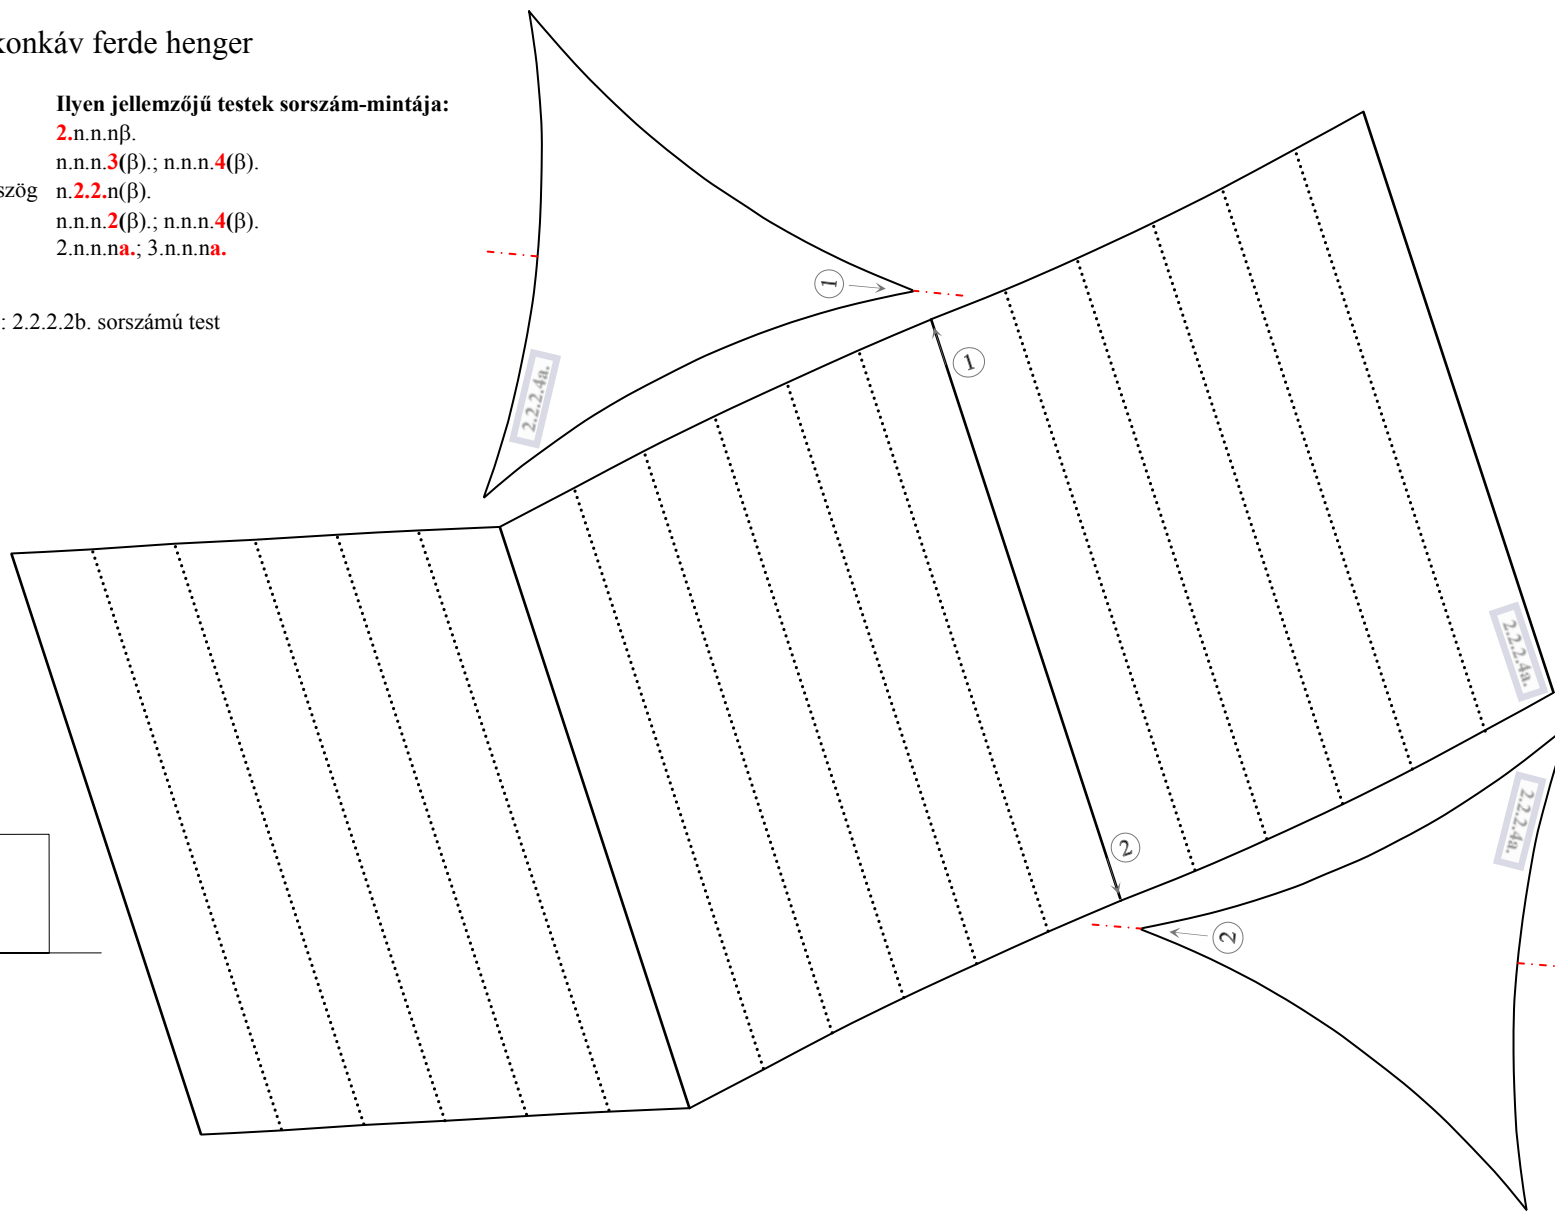 konkáv ferde henger
Ilyen jellemzőjű testek sorszám-mintája:
2.n.n.nβ.
n.n.n.3(β).; n.n.n.4(β).
szög n.2.2.n(β).
n.n.n.2(β).; n.n.n.4(β).
2.n.n.na.; 3.n.n.na.
: 2.2.2.2b. sorszámú test
1
2.2.2.4a.
1
2.2.2.4a.
2.2.2.4a.
2
2